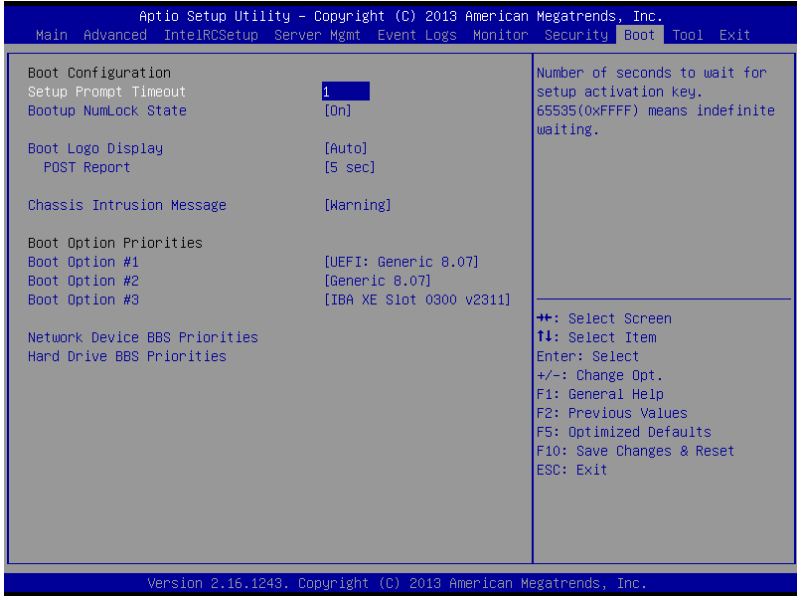 Aptio Setup Utility – Copyright (C) 2013 American Megatrends, Inc.
Main Advanced IntelRCSetup Server Mgmt Event Logs Monitor Security Boot Tool Exit
Boot Configuration
Setup Prompt Timeout 1
Bootup NumLock State [On]
Boot Logo Display [Auto]
POST Report [5 sec]
Chassis Intrusion Message [Warning]
Boot Option Priorities
Boot Option #1 [UEFI: Generic 8.07]
Boot Option #2 [Generic 8.07]
Boot Option #3 [IBA XE Slot 0300 v2311]
Network Device BBS Priorities
Hard Drive BBS Priorities
Number of seconds to wait for
setup activation key.
65535(0xFFFF) means indefinite
waiting.
→←: Select Screen
↑↓: Select Item
Enter: Select
+/-: Change Opt.
F1: General Help
F2: Previous Values
F5: Optimized Defaults
F10: Save Changes & Reset
ESC: Exit
Version 2.16.1243. Copyright (C) 2013 American Megatrends, Inc.